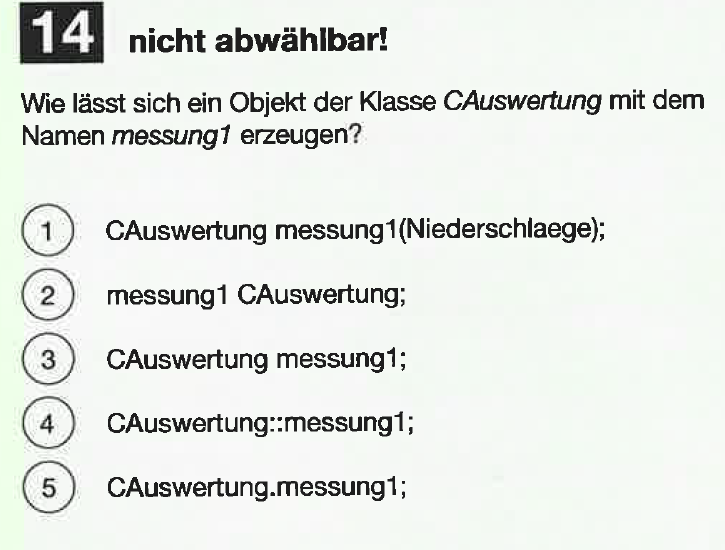 14 nicht abwählbar!
Wie lässt sich ein Objekt der Klasse CAuswertung mit dem
Namen messung1 erzeugen?
1 CAuswertung messung1(Niederschlaege);
2 messung1 CAuswertung;
3 CAuswertung messung1;
4 CAuswertung::messung1;
5 CAuswertung.messung1;